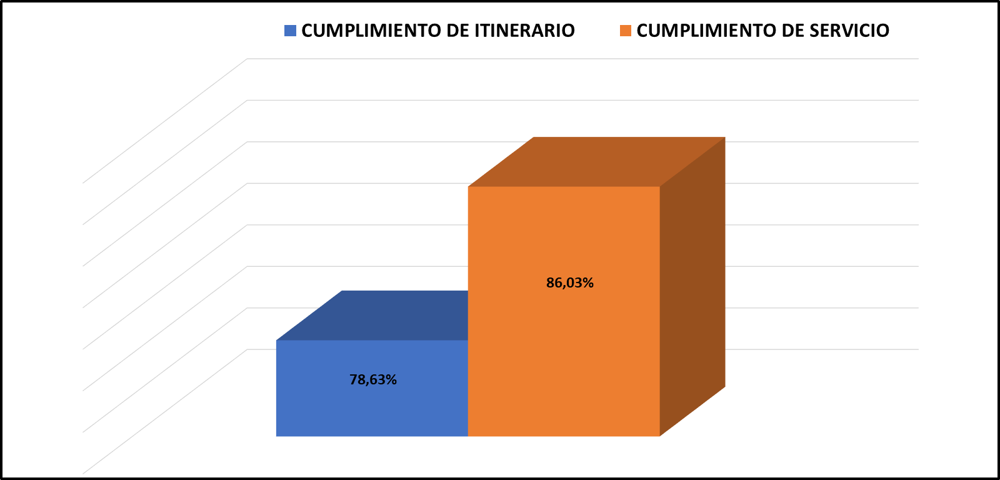 CUMPLIMIENTO DE ITINERARIO CUMPLIMIENTO DE SERVICIO
86,03%
78,63%